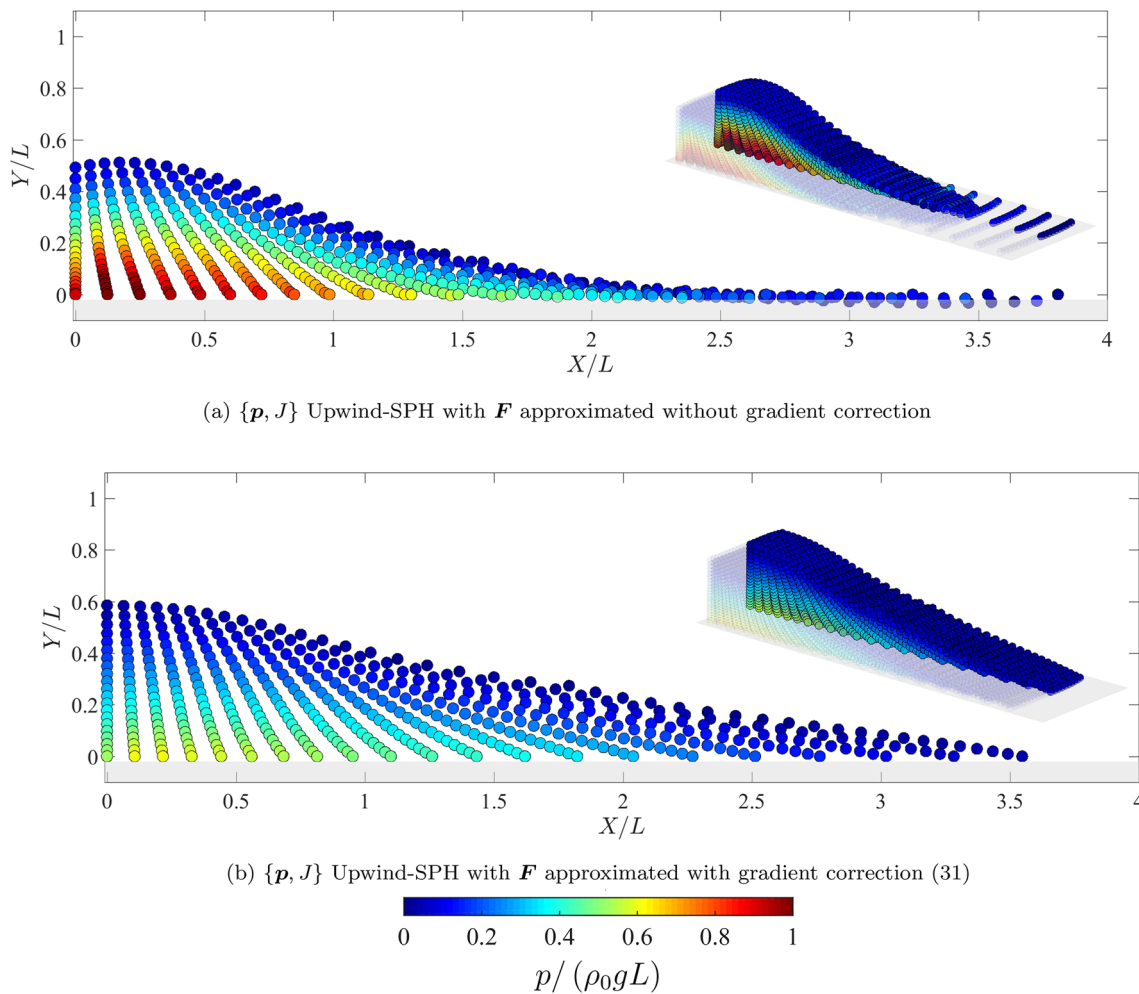 1
0.8
0.6
0.4
0.2
0
Y/L
0 0.5 1 1.5 2 2.5 3 3.5 4
X/L
(a) {p, J} Upwind-SPH with F approximated without gradient correction
1
0.8
0.6
0.4
0.2
0
Y/L
0 0.5 1 1.5 2 2.5 3 3.5 4
X/L
(b) {p, J} Upwind-SPH with F approximated with gradient correction (31)
0 0.2 0.4 0.6 0.8 1
p/ (ρ₀gL)